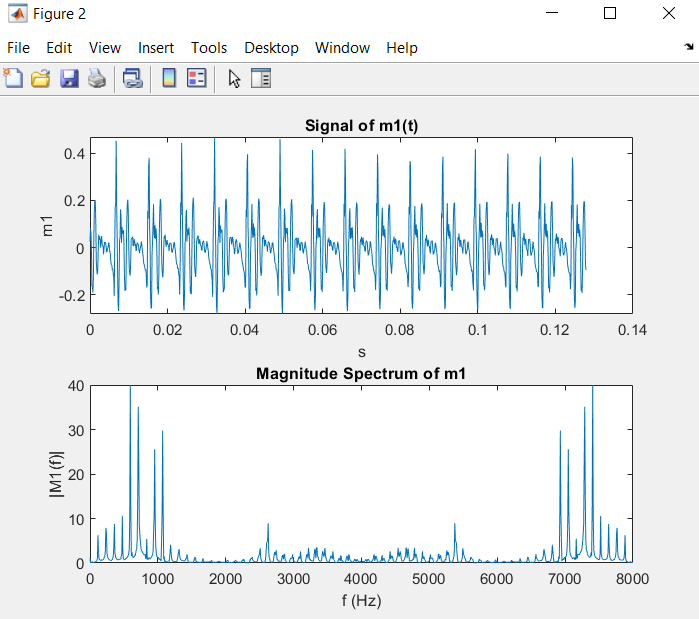 Figure 2
File Edit View Insert Tools Desktop Window Help
Signal of m1(t)
0.4
0.2
0
-0.2
m1
0 0.02 0.04 0.06 0.08 0.1 0.12 0.14
s
Magnitude Spectrum of m1
40
30
20
10
0
|M1(f)|
0 1000 2000 3000 4000 5000 6000 7000 8000
f (Hz)